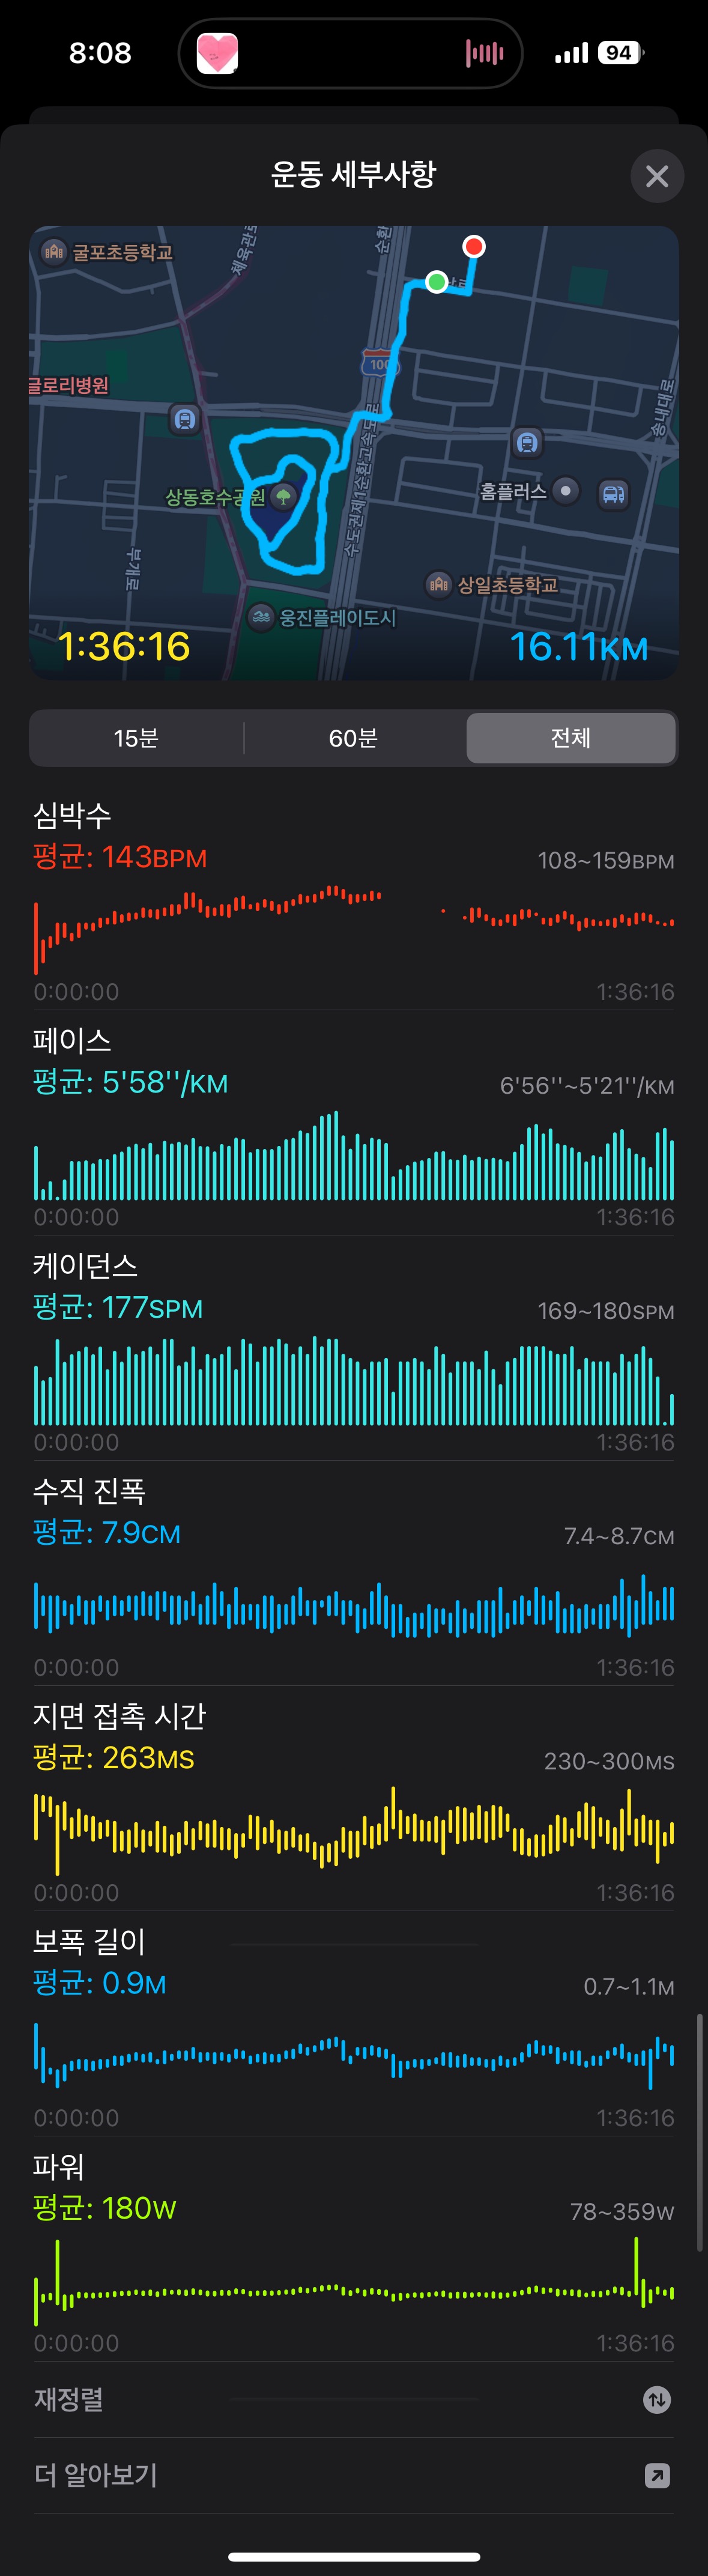 8:08
94
운동 세부사항
굴포초등학교
체육관로
순환
글로리병원
100
송내대로
상동호수공원
홈플러스
수도권제1순환고속도로
부개로
상일초등학교
웅진플레이도시
1:36:16
16.11KM
15분
60분
전체
심박수
평균: 143BPM
108~159BPM
0:00:00
1:36:16
페이스
평균: 5'58''/KM
6'56''~5'21''/KM
0:00:00
1:36:16
케이던스
평균: 177SPM
169~180SPM
0:00:00
1:36:16
수직 진폭
평균: 7.9CM
7.4~8.7CM
0:00:00
1:36:16
지면 접촉 시간
평균: 263MS
230~300MS
0:00:00
1:36:16
보폭 길이
평균: 0.9M
0.7~1.1M
0:00:00
1:36:16
파워
평균: 180W
78~359W
0:00:00
1:36:16
재정렬
더 알아보기